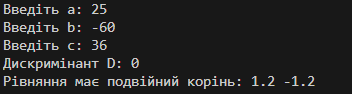 Введіть a: 25
Введіть b: -60
Введіть c: 36
Дискримінант D: 0
Рівняння має подвійний корінь: 1.2 -1.2